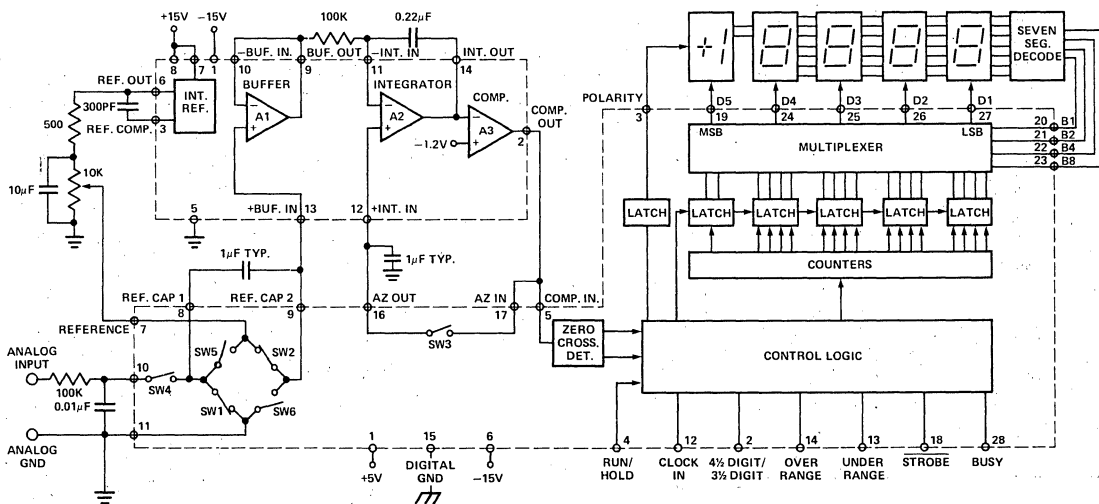 +15V
-15V
8
7
1
-BUF. IN.
10
BUF. OUT
9
100K
-INT. IN
11
0.22µF
INT. OUT
14
REF. OUT
6
300PF
REF. COMP.
3
INT.
REF.
500
10K
10µF
BUFFER
A1
INTEGRATOR
A2
COMP.
A3
-1.2V
COMP.
OUT
2
5
+BUF. IN
13
12
+INT. IN
1µF TYP.
1µF TYP.
REF. CAP 1
8
REF. CAP 2
9
AZ OUT
16
AZ IN
17
COMP. IN.
5
REFERENCE
7
ANALOG
INPUT
100K
0.01µF
10
SW4
SW5
SW2
SW1
SW6
SW3
11
ANALOG
GND
1
+5V
15
DIGITAL
GND
6
-15V
+1
8
8
8
8
SEVEN
SEG.
DECODE
POLARITY
3
D5
19
D4
24
D3
25
D2
26
D1
27
MSB
LSB
MULTIPLEXER
20
B1
21
B2
22
B4
23
B8
LATCH
LATCH
LATCH
LATCH
LATCH
LATCH
COUNTERS
ZERO
CROSS.
DET.
CONTROL LOGIC
4
RUN/
HOLD
12
CLOCK
IN
2
4½ DIGIT/
3½ DIGIT
14
OVER
RANGE
13
UNDER
RANGE
18
STROBE
28
BUSY